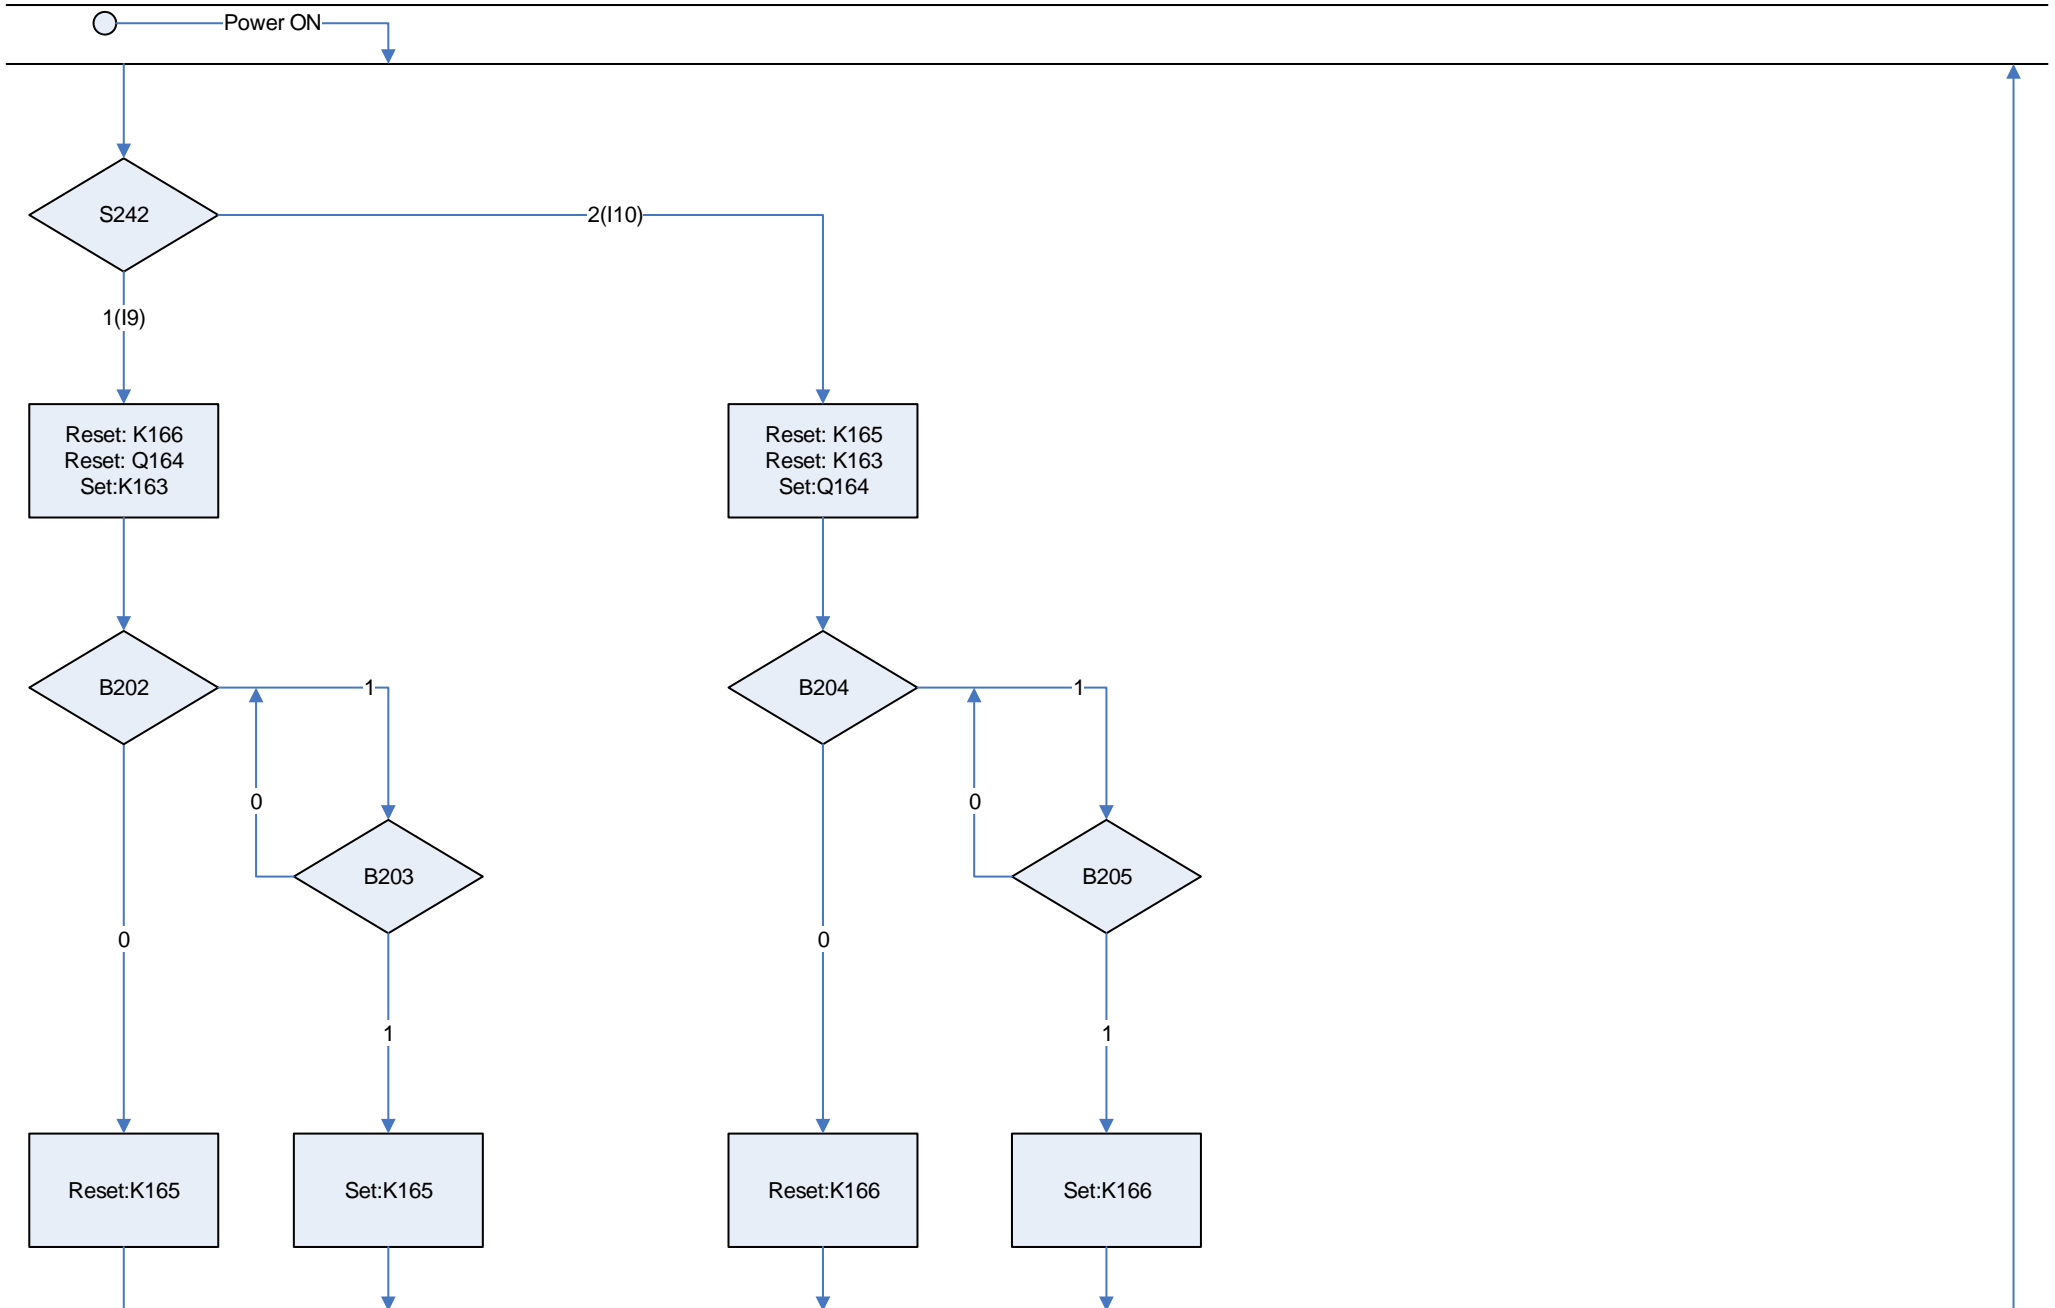 Power ON
S242
2(I10)
1(I9)
Reset: K166
Reset: Q164
Set:K163
Reset: K165
Reset: K163
Set:Q164
B202
1
B204
1
0
0
B203
B205
0
0
1
1
Reset:K165
Set:K165
Reset:K166
Set:K166